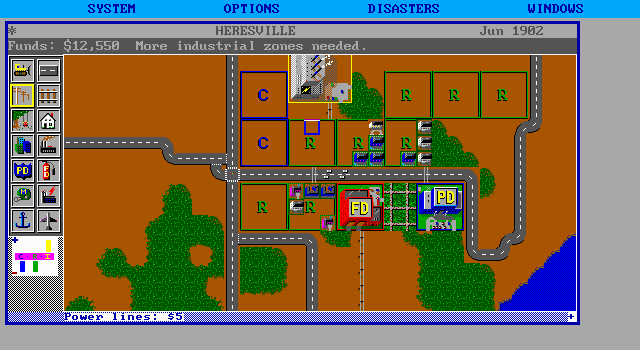 SYSTEM OPTIONS DISASTERS WINDOWS
HERESVILLE Jun 1902
Funds: $12,550 More industrial zones needed.
C R R R
C R R R
R R FD PD
PD
C I
Power lines: $5